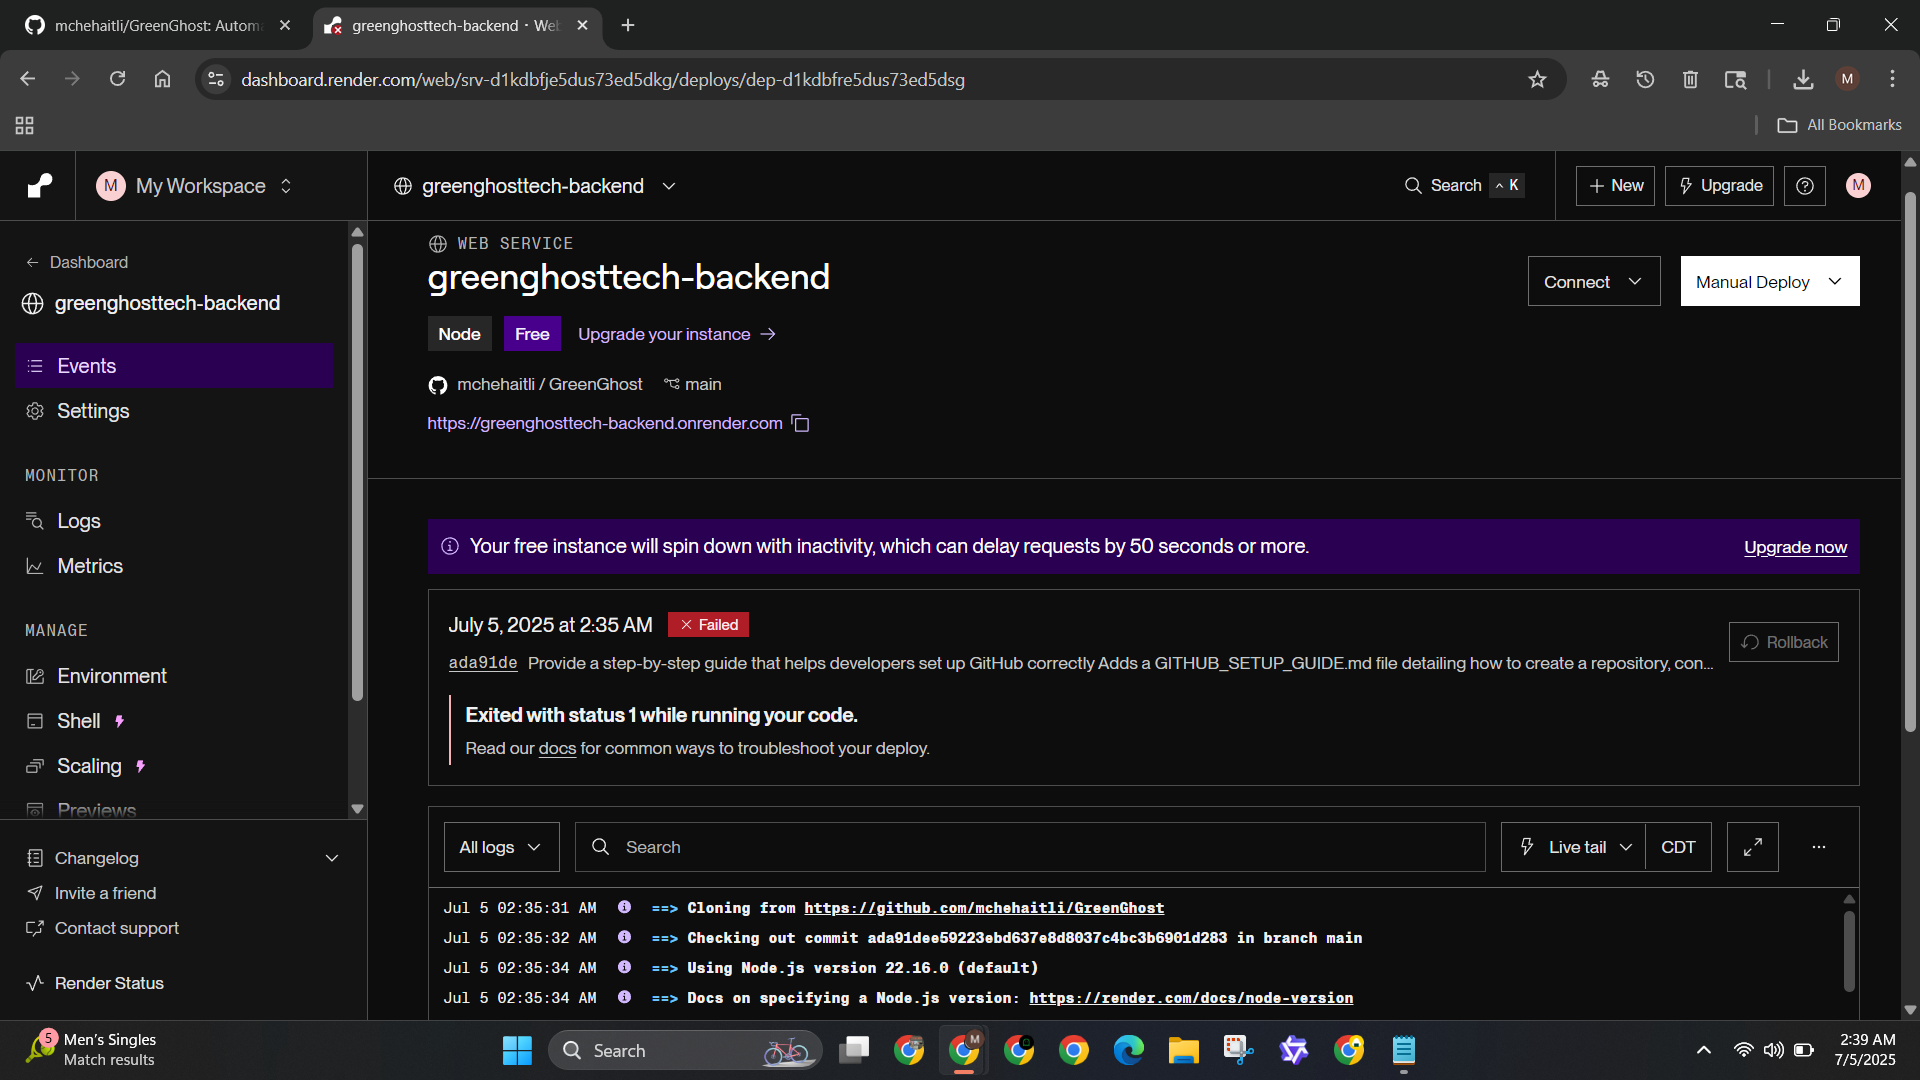 mchehaitli/GreenGhost: Autom
greenghosttech-backend · We
dashboard.render.com/web/srv-d1kdbfje5dus73ed5dkg/deploys/dep-d1kdbfre5dus73ed5dsg
M
All Bookmarks
M My Workspace
greenghosttech-backend
Search ^ K
+ New
Upgrade
M
Dashboard
greenghosttech-backend
Events
Settings
MONITOR
Logs
Metrics
MANAGE
Environment
Shell
Scaling
Previews
Changelog
Invite a friend
Contact support
Render Status
WEB SERVICE
greenghosttech-backend
Connect
Manual Deploy
Node Free Upgrade your instance →
mchehaitli / GreenGhost main
https://greenghosttech-backend.onrender.com
Your free instance will spin down with inactivity, which can delay requests by 50 seconds or more.
Upgrade now
July 5, 2025 at 2:35 AM Failed
Rollback
ada91de Provide a step-by-step guide that helps developers set up GitHub correctly Adds a GITHUB_SETUP_GUIDE.md file detailing how to create a repository, con...
Exited with status 1 while running your code.
Read our docs for common ways to troubleshoot your deploy.
All logs
Search
Live tail
CDT
...
Jul 5 02:35:31 AM ==> Cloning from https://github.com/mchehaitli/GreenGhost
Jul 5 02:35:32 AM ==> Checking out commit ada91dee59223ebd637e8d8037c4bc3b6901d283 in branch main
Jul 5 02:35:34 AM ==> Using Node.js version 22.16.0 (default)
Jul 5 02:35:34 AM ==> Docs on specifying a Node.js version: https://render.com/docs/node-version
5
Men's Singles
Match results
Search
M
2:39 AM
7/5/2025